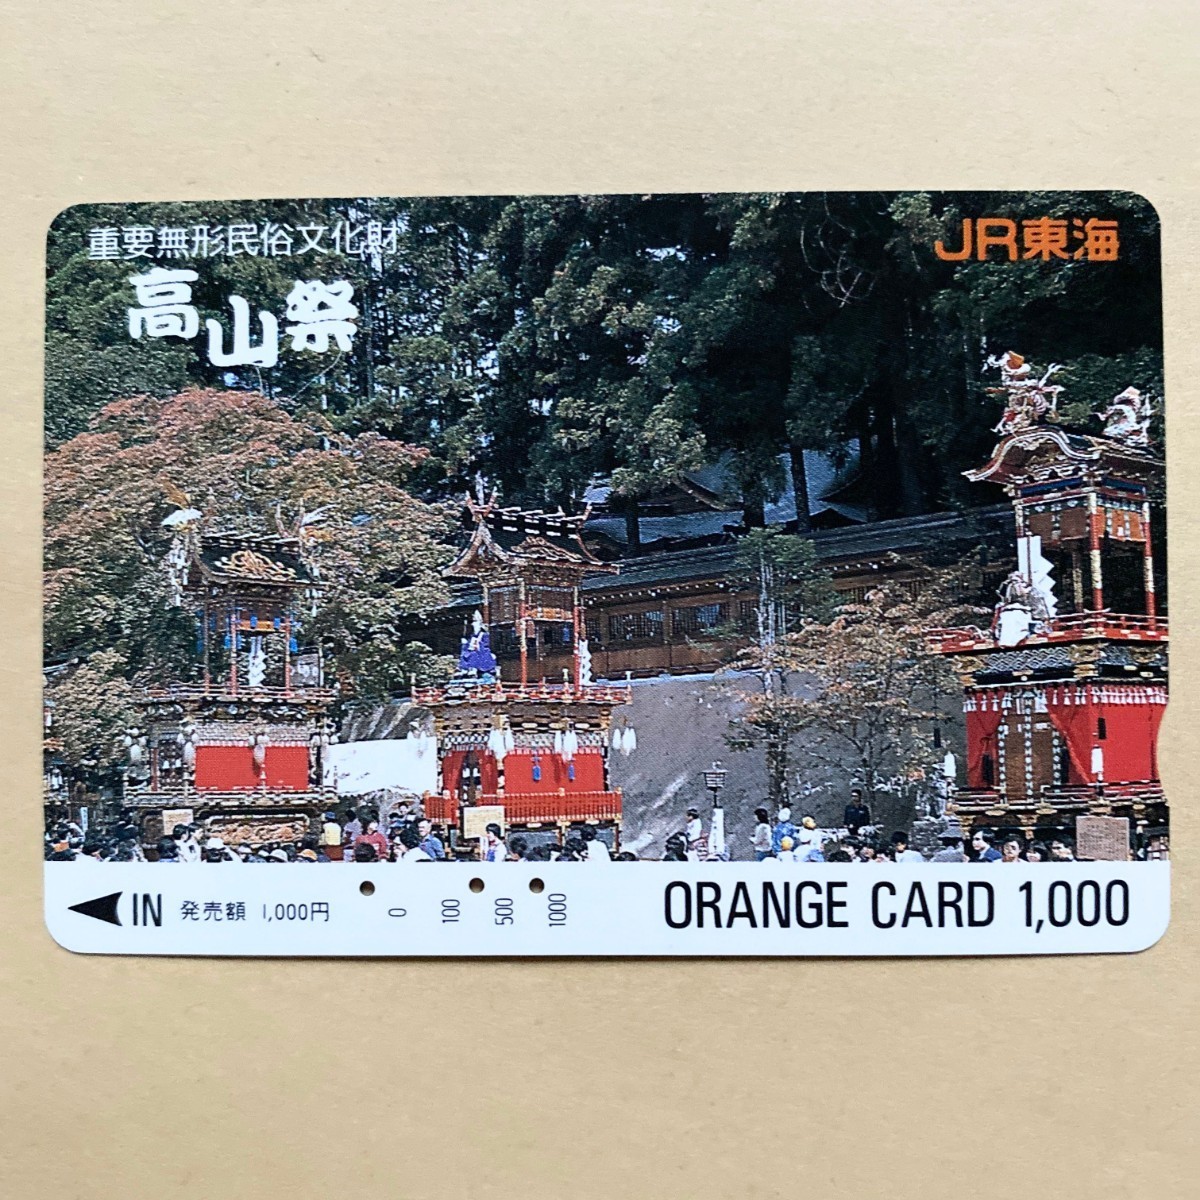 重要無形民俗文化財
高山祭
JR東海
IN 発売額 1,000円 0 100 500 1000
ORANGE CARD 1,000